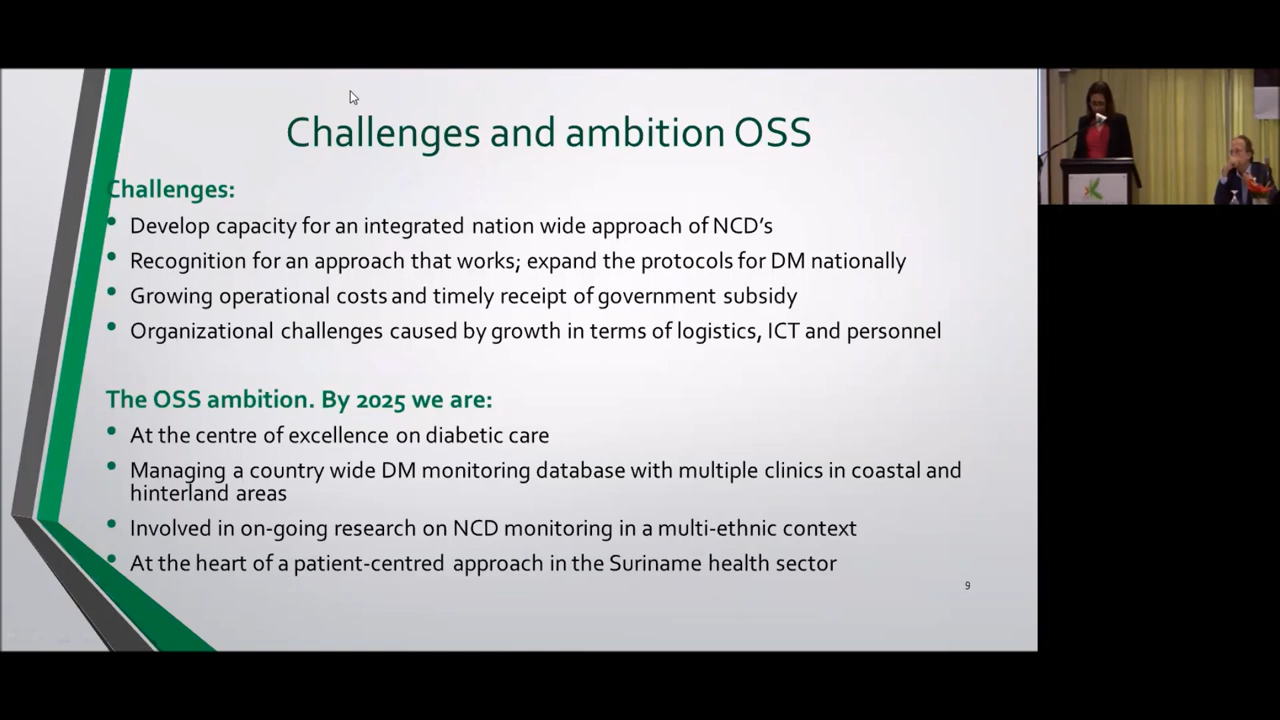 Challenges and ambition OSS
Challenges:
• Develop capacity for an integrated nation wide approach of NCD's
• Recognition for an approach that works; expand the protocols for DM nationally
• Growing operational costs and timely receipt of government subsidy
• Organizational challenges caused by growth in terms of logistics, ICT and personnel
The OSS ambition. By 2025 we are:
• At the centre of excellence on diabetic care
• Managing a country wide DM monitoring database with multiple clinics in coastal and
hinterland areas
• Involved in on-going research on NCD monitoring in a multi-ethnic context
• At the heart of a patient-centred approach in the Suriname health sector
9